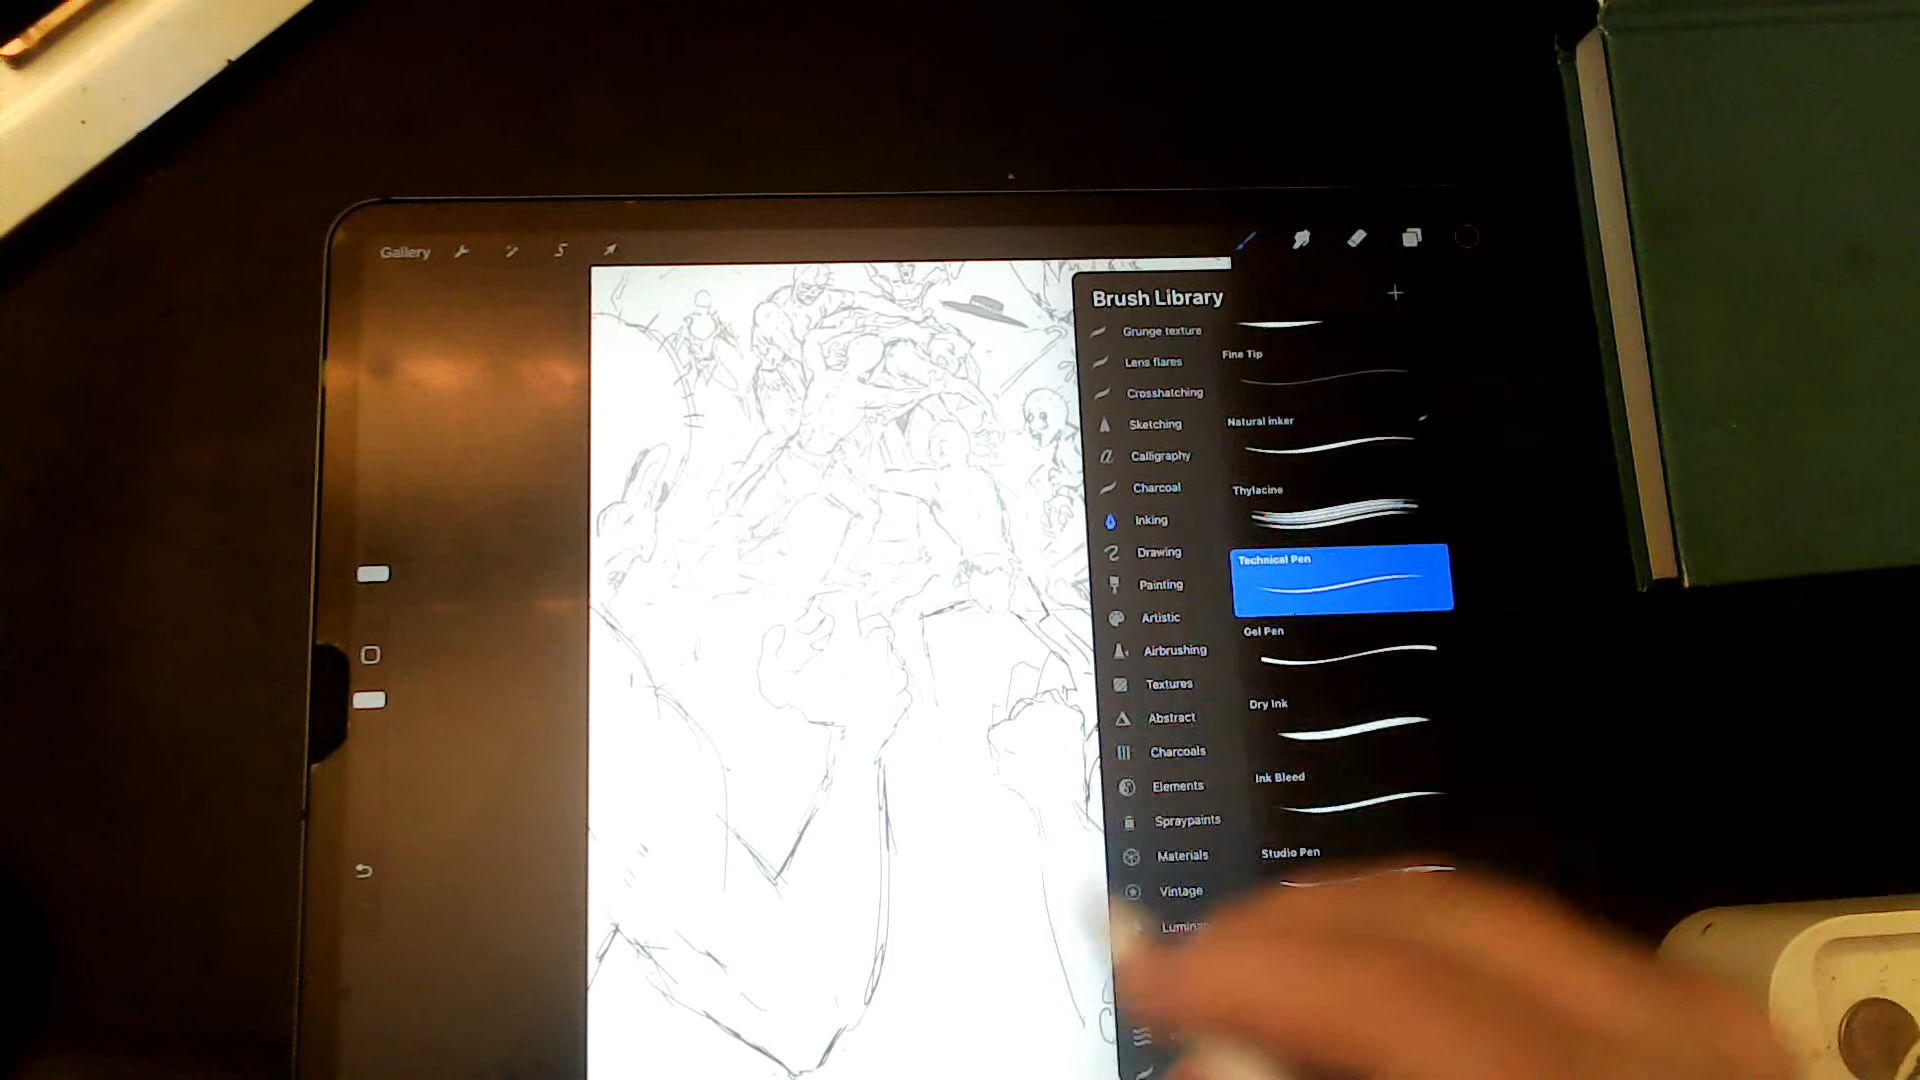 Gallery
Brush Library
Grunge texture
Lens flares
Crosshatching
Sketching
Calligraphy
Charcoal
Inking
Drawing
Painting
Artistic
Airbrushing
Textures
Abstract
Charcoals
Elements
Spraypaints
Materials
Vintage
Fine Tip
Natural inker
Thylacine
Technical Pen
Gel Pen
Dry Ink
Ink Bleed
Studio Pen